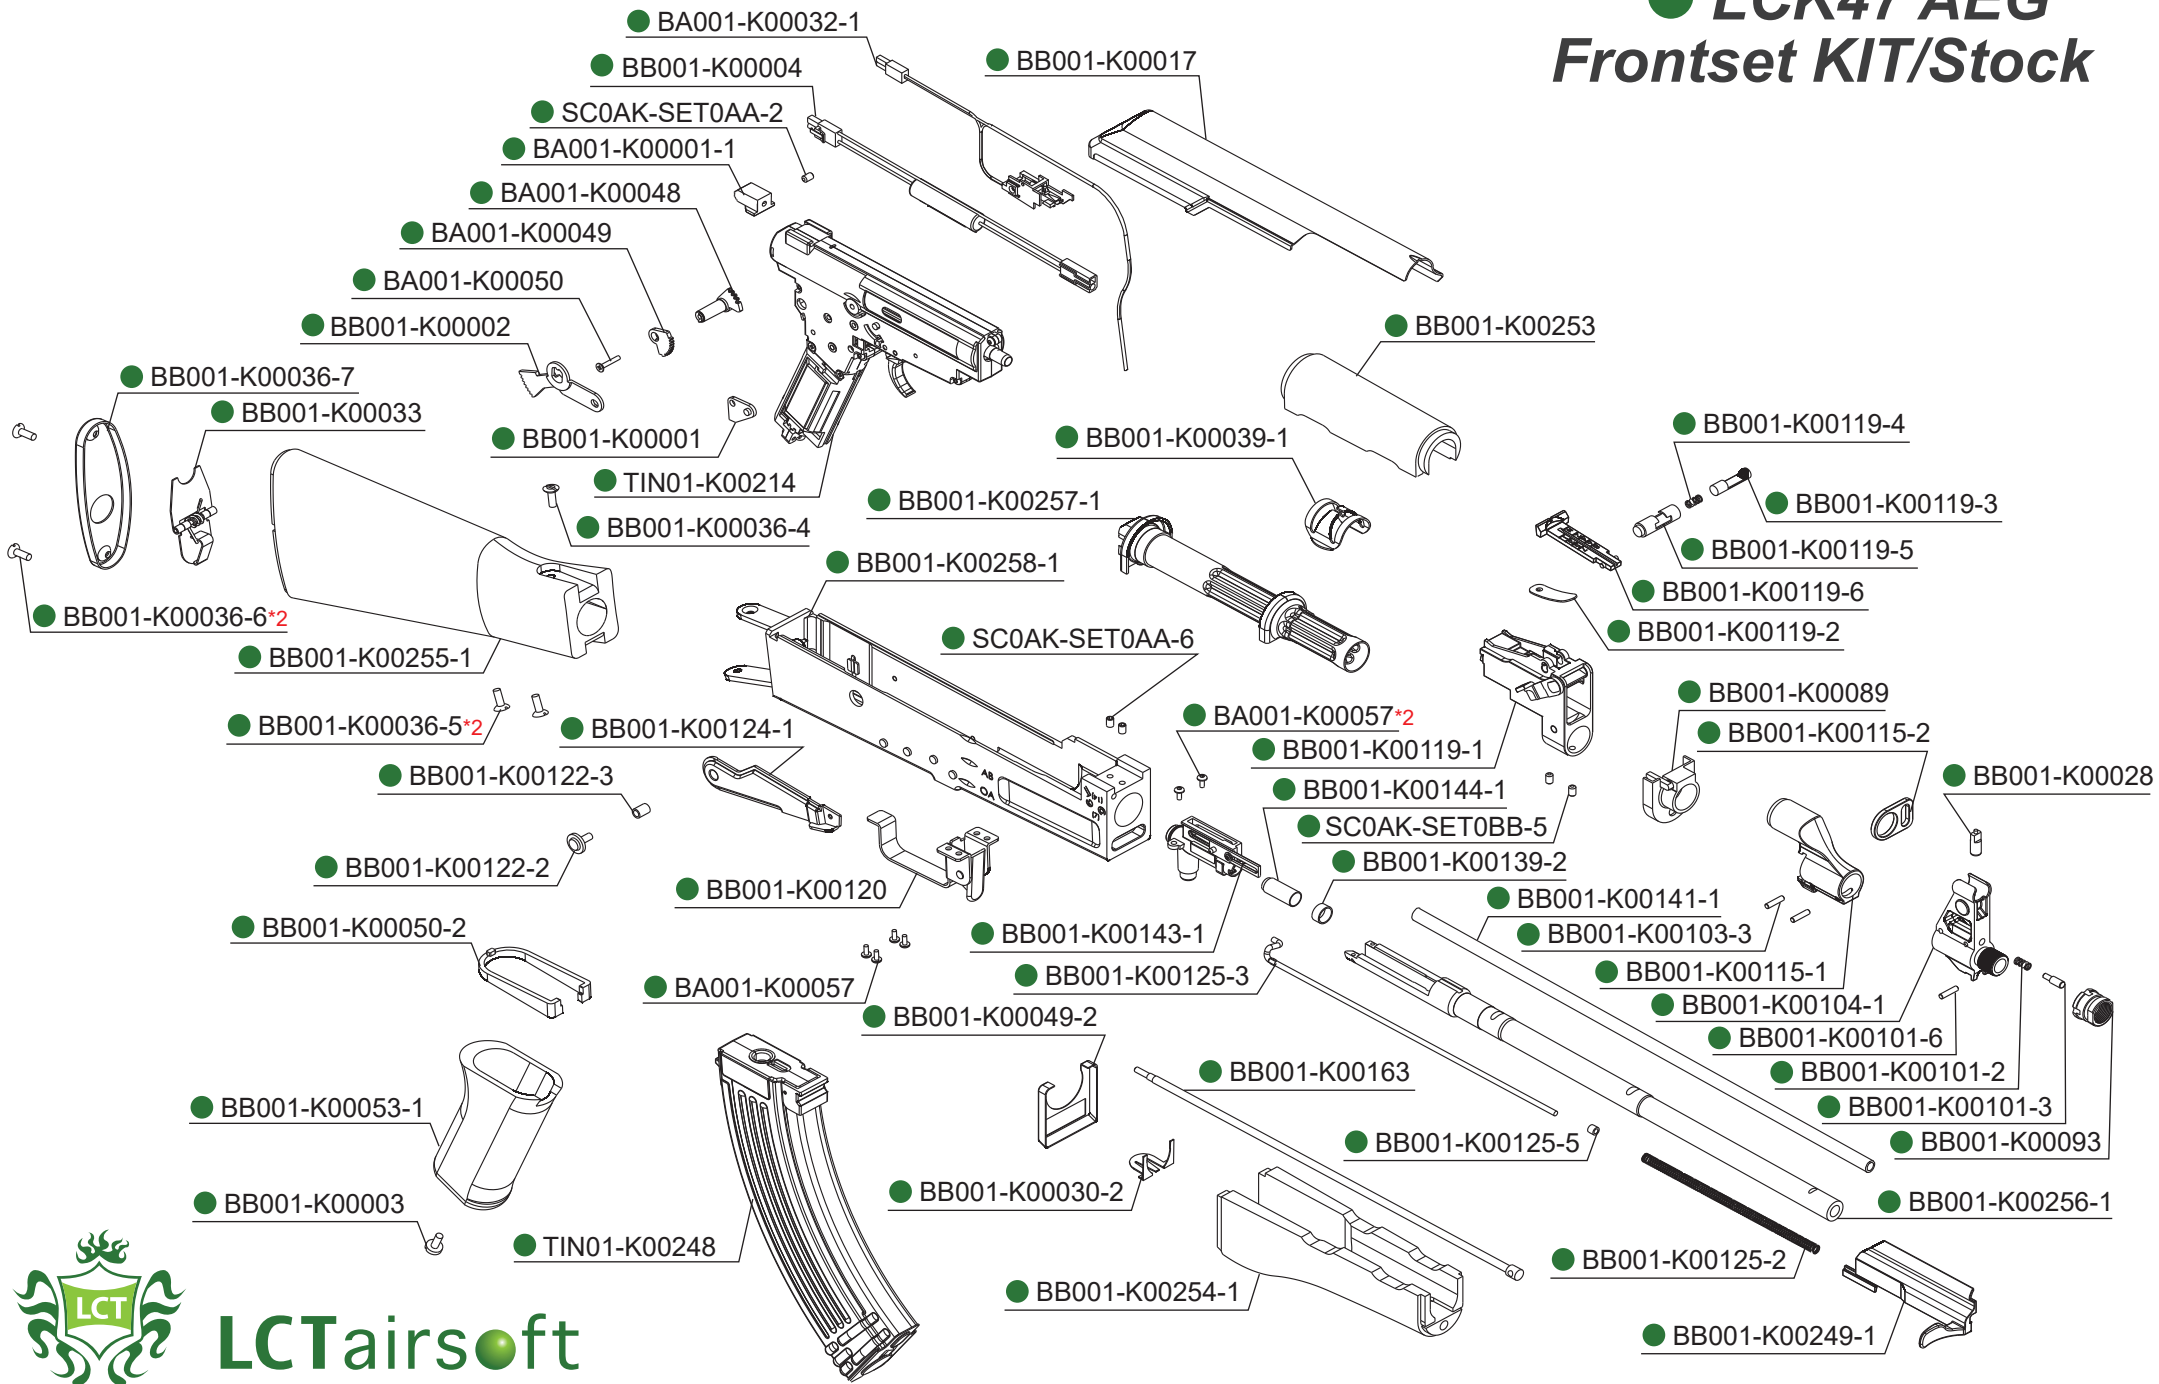 LCK47 AEG
Frontset KIT/Stock
BA001-K00032-1
BB001-K00004
BB001-K00017
SC0AK-SET0AA-2
BA001-K00001-1
BA001-K00048
BA001-K00049
BA001-K00050
BB001-K00002
BB001-K00253
BB001-K00036-7
BB001-K00033
BB001-K00001
BB001-K00039-1
BB001-K00119-4
TIN01-K00214
BB001-K00257-1
BB001-K00119-3
BB001-K00036-4
BB001-K00119-5
BB001-K00258-1
BB001-K00119-6
BB001-K00036-6*2
BB001-K00119-2
SC0AK-SET0AA-6
BB001-K00255-1
BB001-K00089
BB001-K00036-5*2
BB001-K00124-1
BA001-K00057*2
BB001-K00115-2
BB001-K00119-1
BB001-K00122-3
BB001-K00028
BB001-K00144-1
SC0AK-SET0BB-5
BB001-K00122-2
BB001-K00139-2
BB001-K00120
BB001-K00141-1
BB001-K00050-2
BB001-K00143-1
BB001-K00103-3
BB001-K00125-3
BB001-K00115-1
BA001-K00057
BB001-K00104-1
BB001-K00049-2
BB001-K00101-6
BB001-K00163
BB001-K00101-2
BB001-K00053-1
BB001-K00101-3
BB001-K00125-5
BB001-K00093
BB001-K00030-2
BB001-K00003
BB001-K00256-1
TIN01-K00248
BB001-K00125-2
BB001-K00254-1
BB001-K00249-1
LCT
LCTairsoft